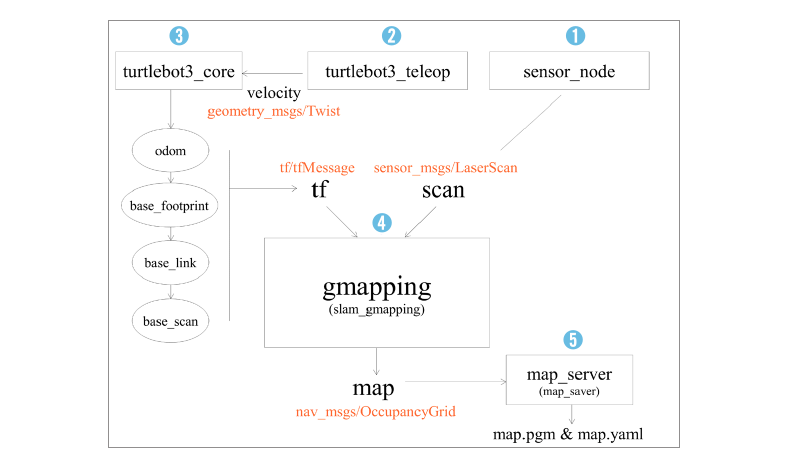 3
2
1
turtlebot3_core
turtlebot3_teleop
sensor_node
velocity
geometry_msgs/Twist
odom
tf/tfMessage
sensor_msgs/LaserScan
tf
scan
base_footprint
4
base_link
gmapping
(slam_gmapping)
base_scan
5
map_server
(map_saver)
map
nav_msgs/OccupancyGrid
map.pgm & map.yaml